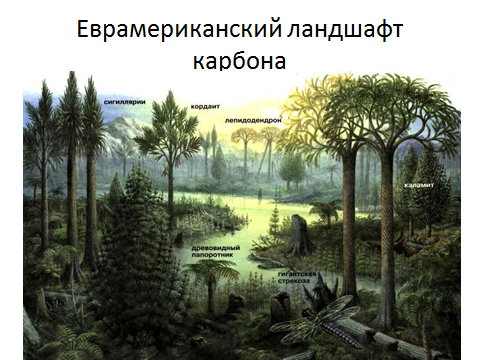 Еврамериканский ландшафт
карбона
сигиллярии
кордаит
лепидодендрон
каламит
древовидный
папоротник
гигантская
стрекоза